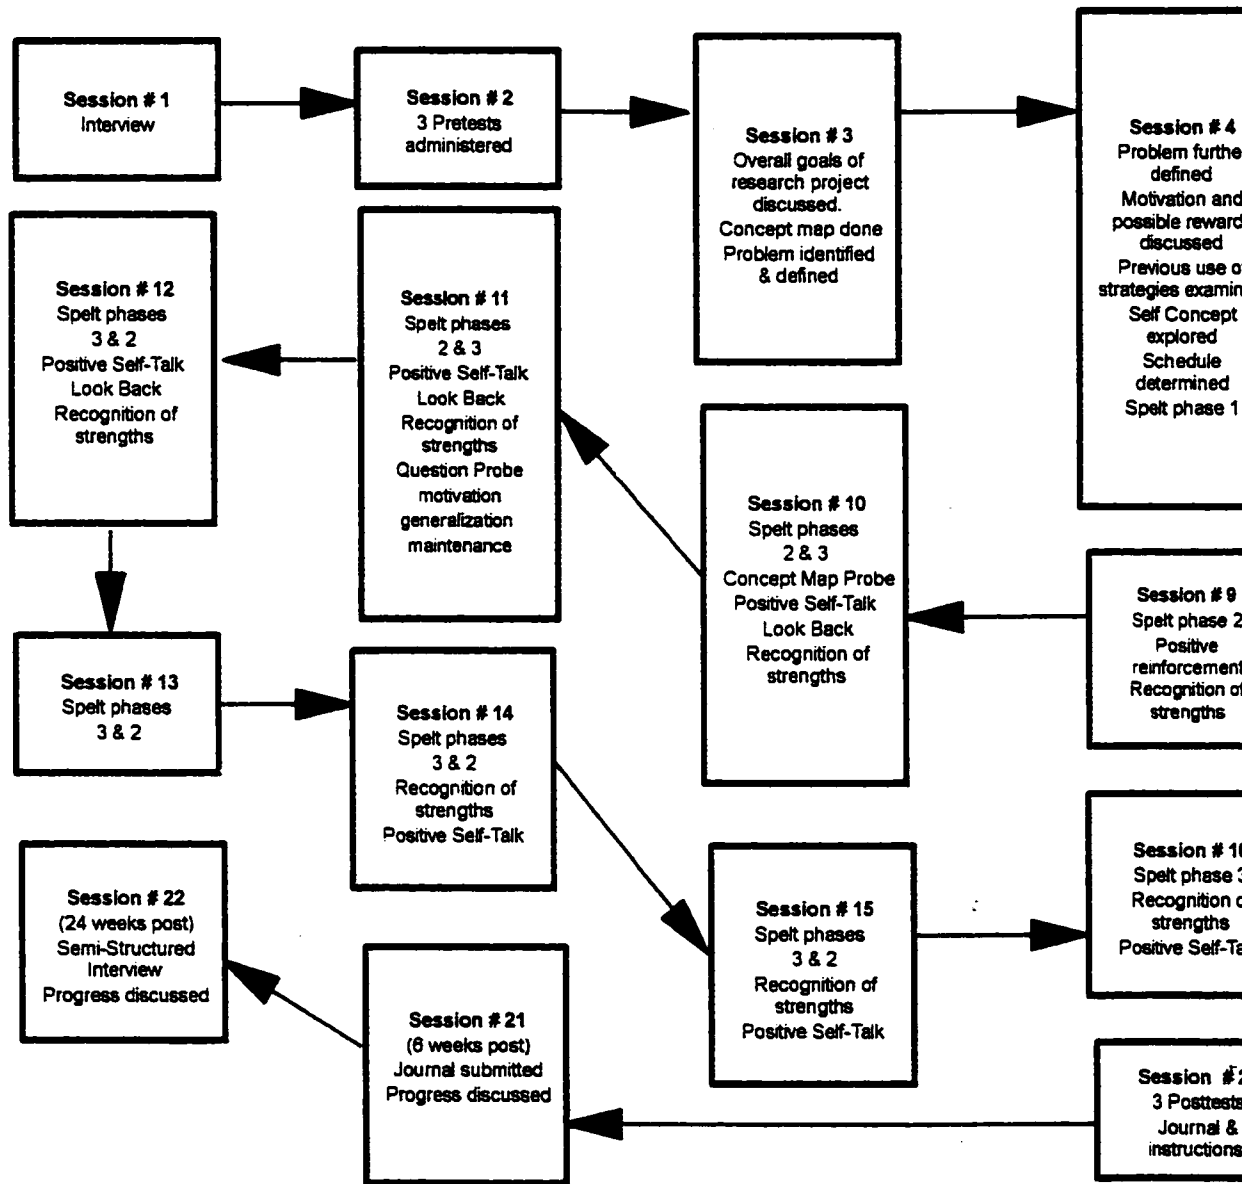 Session # 1
Interview
Session # 2
3 Pretests
administered
Session # 3
Overall goals of
research project
discussed.
Concept map done
Problem identified
& defined
Session # 4
Problem furthe
defined
Motivation and
possible reward
discussed
Previous use of
strategies examin
Self Concept
explored
Schedule
determined
Spelt phase 1
Session # 12
Spelt phases
3 & 2
Positive Self-Talk
Look Back
Recognition of
strengths
Session # 11
Spelt phases
2 & 3
Positive Self-Talk
Look Back
Recognition of
strengths
Question Probe
motivation
generalization
maintenance
Session # 10
Spelt phases
2 & 3
Concept Map Probe
Positive Self-Talk
Look Back
Recognition of
strengths
Session # 9
Spelt phase 2
Positive
reinforcement
Recognition of
strengths
Session # 13
Spelt phases
3 & 2
Session # 14
Spelt phases
3 & 2
Recognition of
strengths
Positive Self-Talk
Session # 15
Spelt phases
3 & 2
Recognition of
strengths
Positive Self-Talk
Session # 16
Spelt phase 3
Recognition o
strengths
Positive Self-Ta
Session # 22
(24 weeks post)
Semi-Structured
Interview
Progress discussed
Session # 21
(6 weeks post)
Journal submitted
Progress discussed
Session # 2
3 Posttests
Journal &
instructions